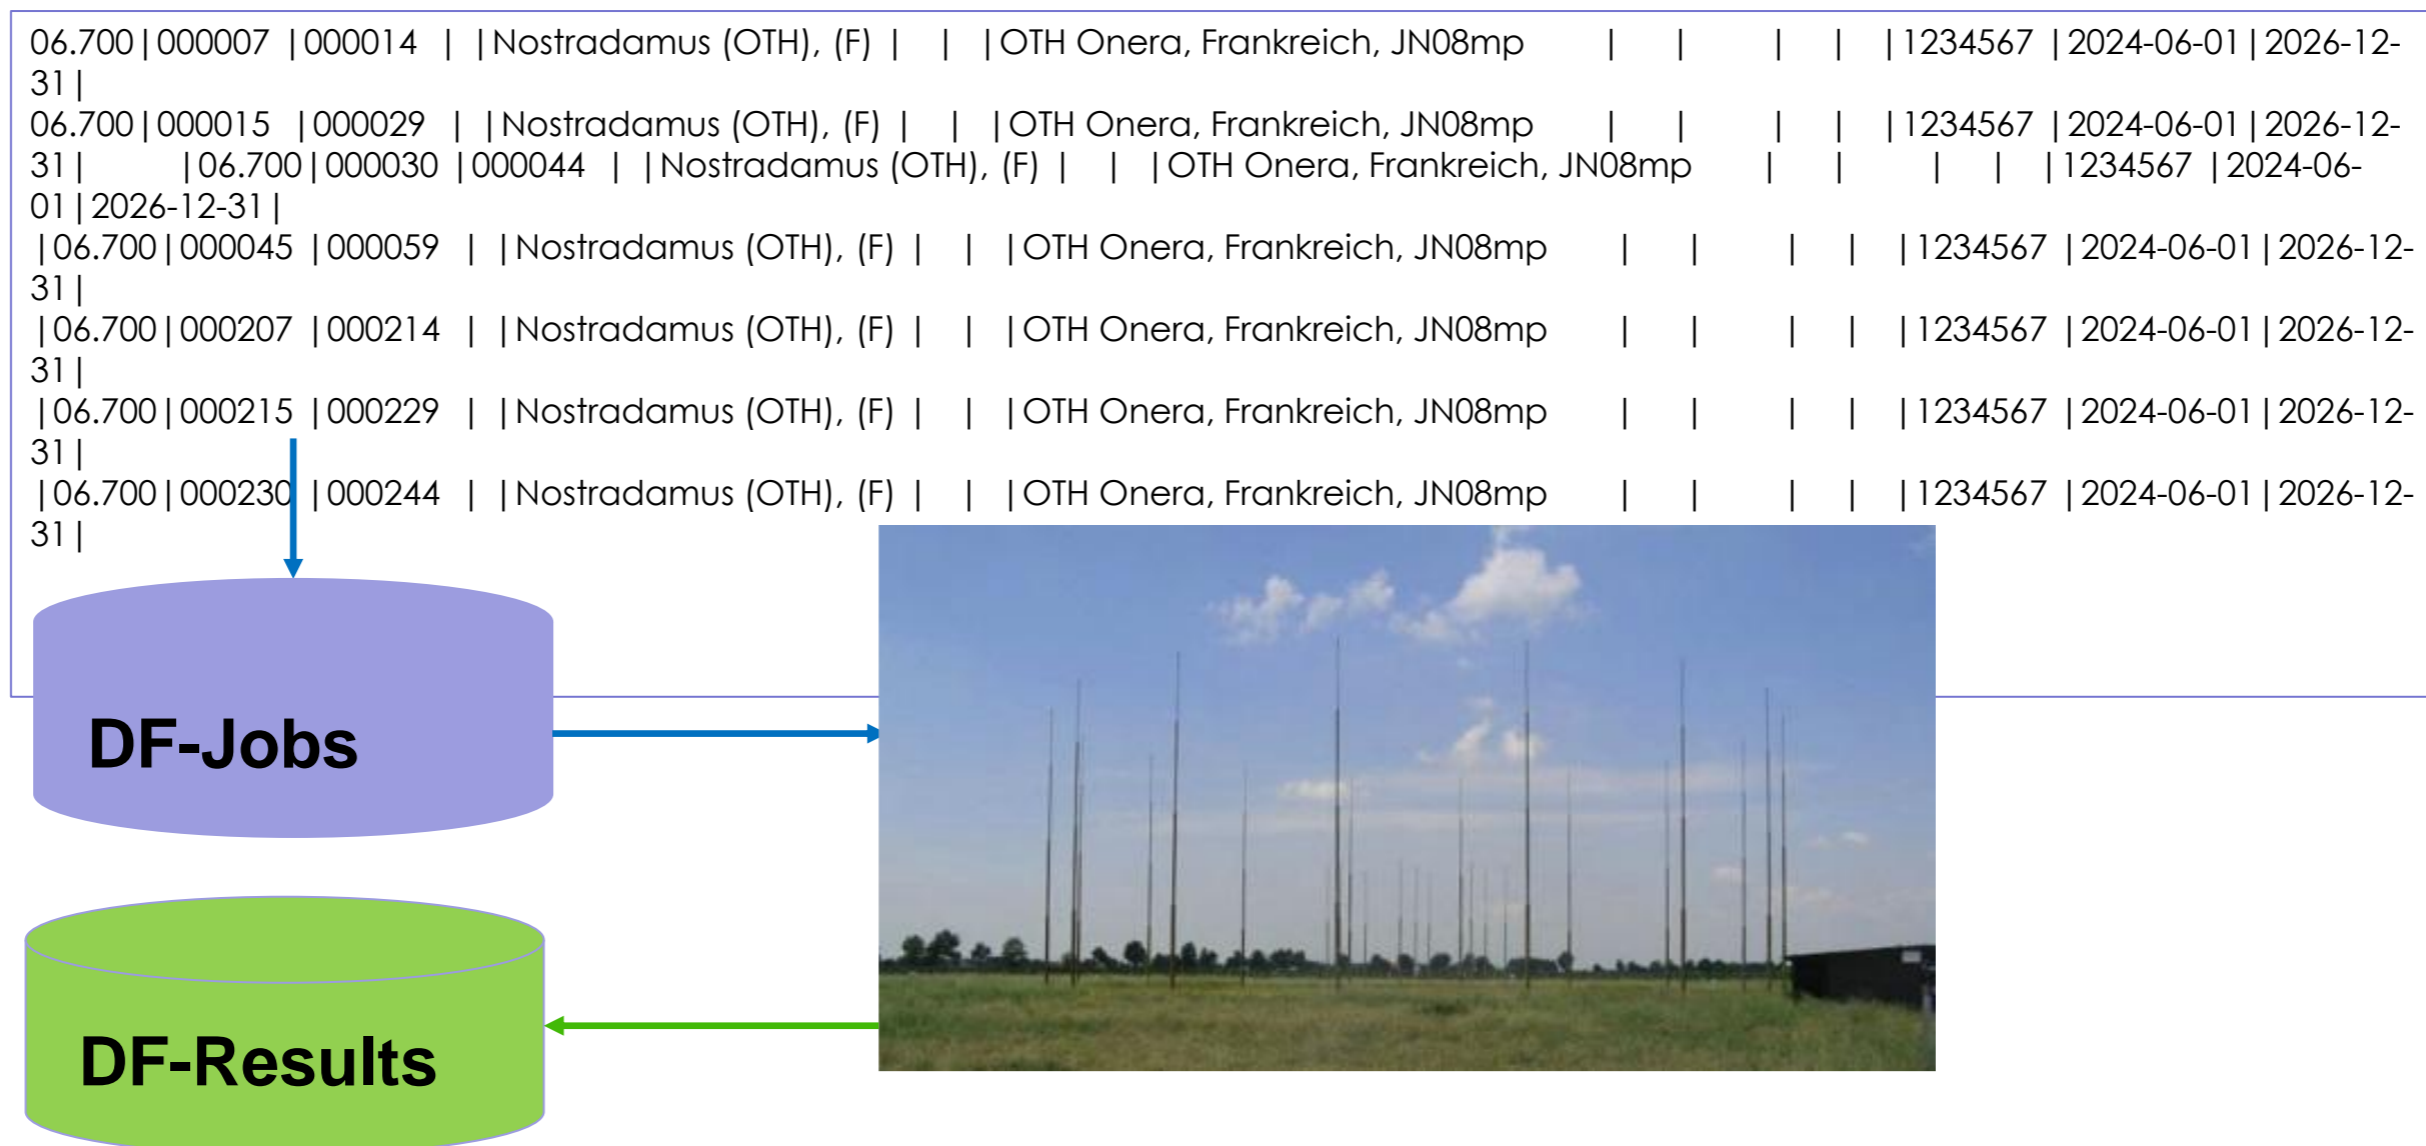 06.700|000007 |000014 | |Nostradamus (OTH), (F) | | |OTH Onera, Frankreich, JN08mp | | | | |1234567 |2024-06-01|2026-12-
31|
06.700|000015 |000029 | |Nostradamus (OTH), (F) | | |OTH Onera, Frankreich, JN08mp | | | | |1234567 |2024-06-01|2026-12-
31| |06.700|000030 |000044 | |Nostradamus (OTH), (F) | | |OTH Onera, Frankreich, JN08mp | | | | |1234567 |2024-06-
01|2026-12-31|
|06.700|000045 |000059 | |Nostradamus (OTH), (F) | | |OTH Onera, Frankreich, JN08mp | | | | |1234567 |2024-06-01|2026-12-
31|
|06.700|000207 |000214 | |Nostradamus (OTH), (F) | | |OTH Onera, Frankreich, JN08mp | | | | |1234567 |2024-06-01|2026-12-
31|
|06.700|000215 |000229 | |Nostradamus (OTH), (F) | | |OTH Onera, Frankreich, JN08mp | | | | |1234567 |2024-06-01|2026-12-
31|
|06.700|000230 |000244 | |Nostradamus (OTH), (F) | | |OTH Onera, Frankreich, JN08mp | | | | |1234567 |2024-06-01|2026-12-
31|
DF-Jobs
DF-Results